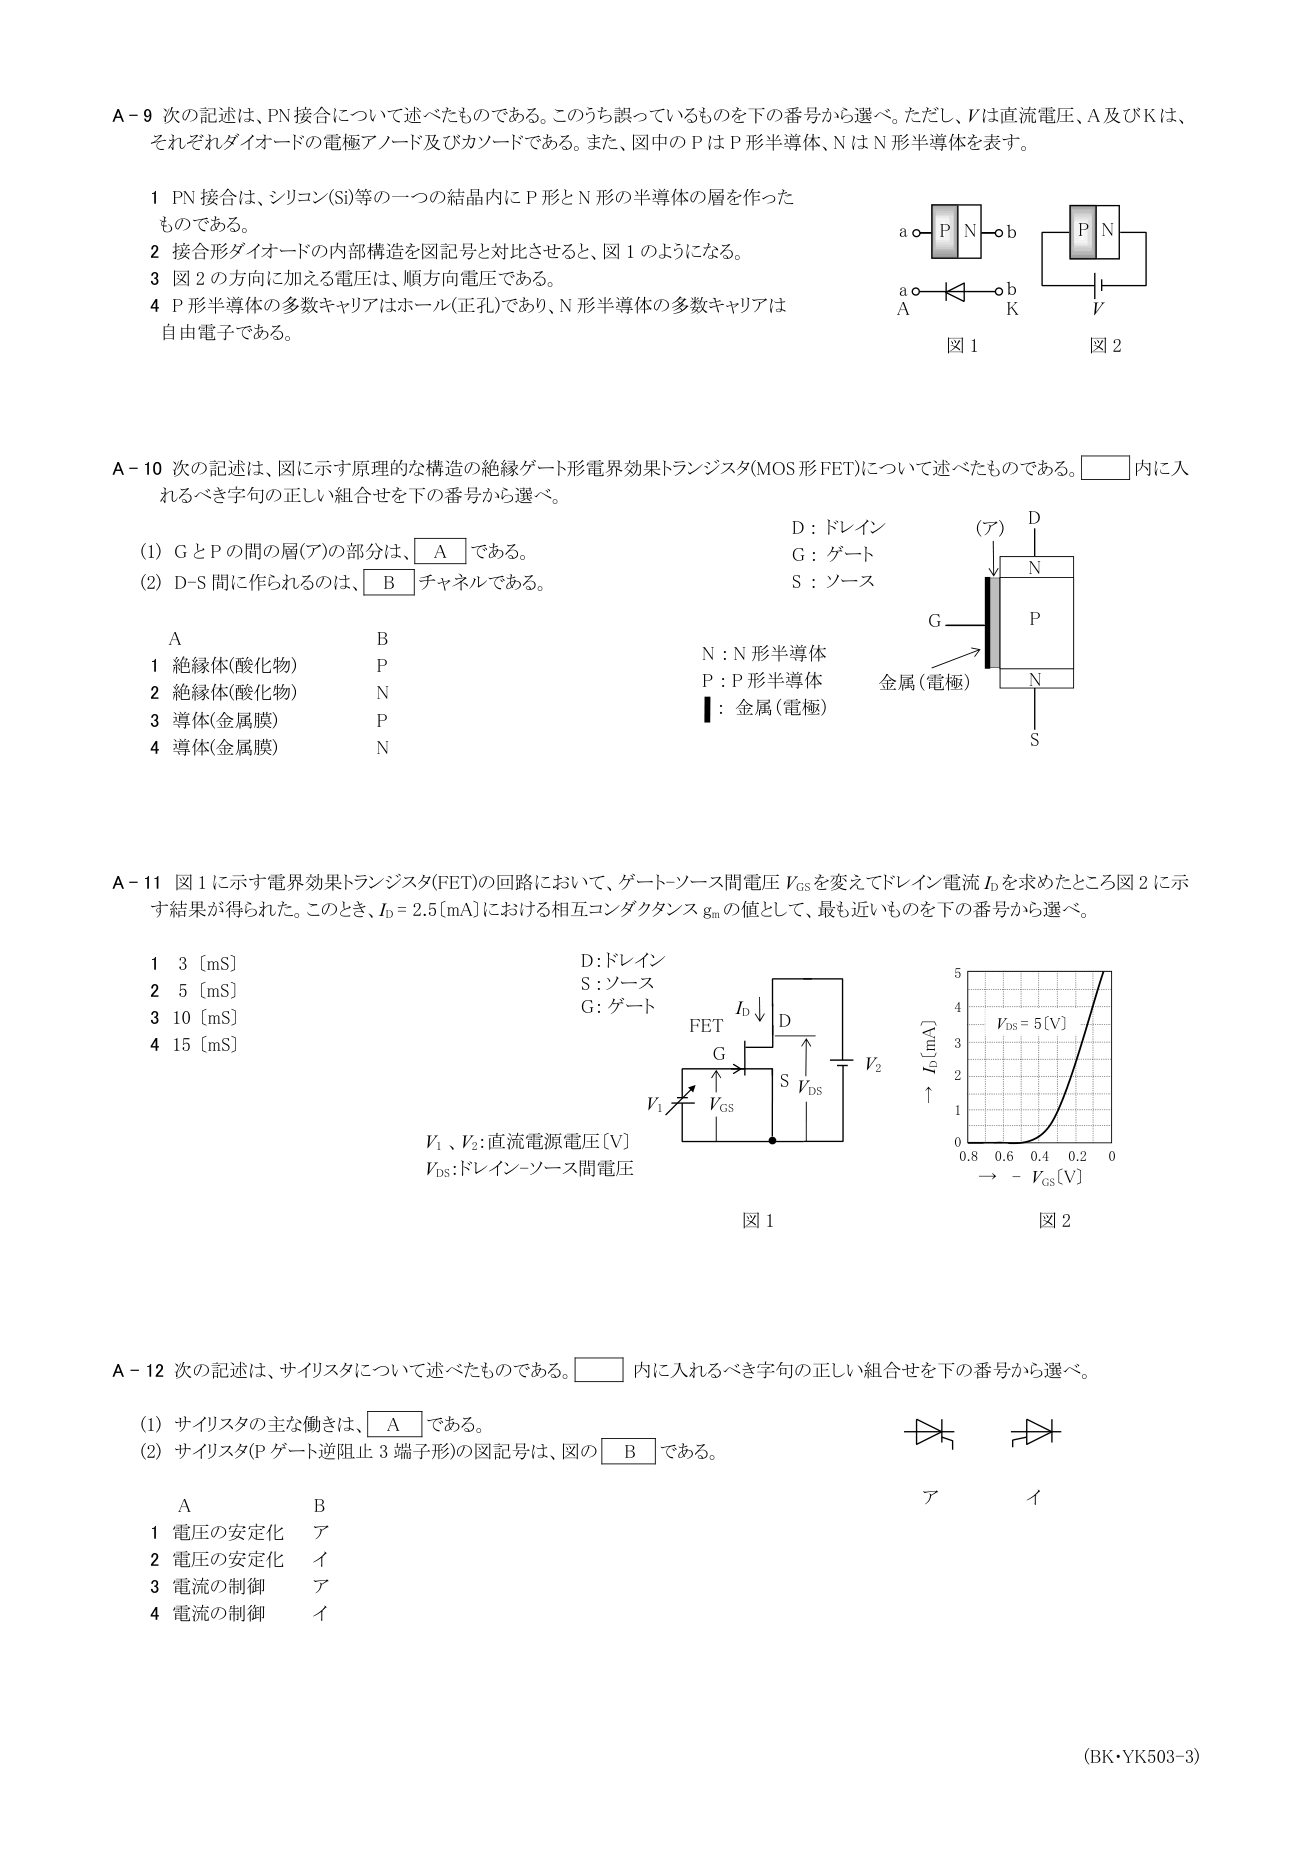 A－9 次の記述は、PN接合について述べたものである。このうち誤っているものを下の番号から選べ。ただし、Vは直流電圧、A及びKは、
それぞれダイオードの電極アノード及びカソードである。また、図中の P は P 形半導体、N は N 形半導体を表す。
1 PN 接合は、シリコン(Si)等の一つの結晶内に P 形と N 形の半導体の層を作った
ものである。
2 接合形ダイオードの内部構造を図記号と対比させると、図 1 のようになる。
3 図 2 の方向に加える電圧は、順方向電圧である。
4 P 形半導体の多数キャリアはホール(正孔)であり、N 形半導体の多数キャリアは
自由電子である。
a P N b
a b
A K
図 1
P N
V
図 2
A－10 次の記述は、図に示す原理的な構造の絶縁ゲート形電界効果トランジスタ(MOS 形 FET)について述べたものである。 内に入
れるべき字句の正しい組合せを下の番号から選べ。
(1) G と P の間の層(ア)の部分は、 A である。
(2) D-S 間に作られるのは、 B チャネルである。
A B
1 絶縁体(酸化物) P
2 絶縁体(酸化物) N
3 導体(金属膜) P
4 導体(金属膜) N
D : ドレイン
G : ゲート
S : ソース
N : N 形半導体
P : P 形半導体
: 金属(電極)
(ア) D
N
G P
金属(電極) N
S
A－11 図 1 に示す電界効果トランジスタ(FET)の回路において、ゲート-ソース間電圧 VGS を変えてドレイン電流 ID を求めたところ図 2 に示
す結果が得られた。このとき、ID = 2.5〔mA〕における相互コンダクタンス gm の値として、最も近いものを下の番号から選べ。
1 3 〔mS〕
2 5 〔mS〕
3 10 〔mS〕
4 15 〔mS〕
D:ドレイン
S:ソース
G:ゲート
FET ID D
G
S VDS V2
V1 VGS
V1 、V2:直流電源電圧〔V〕
VDS:ドレイン-ソース間電圧
図 1
5
4
VDS = 5〔V〕
3
2
1
0
→ ID〔mA〕
0.8 0.6 0.4 0.2 0
→ － VGS〔V〕
図 2
A－12 次の記述は、サイリスタについて述べたものである。 内に入れるべき字句の正しい組合せを下の番号から選べ。
(1) サイリスタの主な働きは、 A である。
(2) サイリスタ(P ゲート逆阻止 3 端子形)の図記号は、図の B である。
A B
1 電圧の安定化 ア
2 電圧の安定化 イ
3 電流の制御 ア
4 電流の制御 イ
ア イ
(BK・YK503-3)